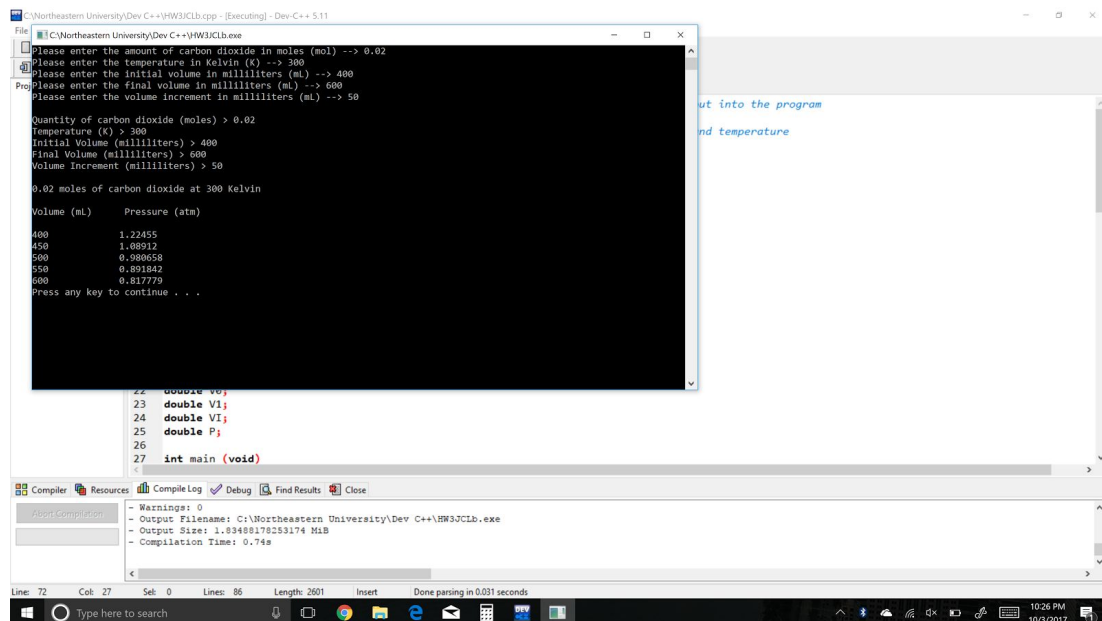 C:\Northeastern University\Dev C++\HW3JCLb.cpp - [Executing] - Dev-C++ 5.11
File
C:\Northeastern University\Dev C++\HW3JCLb.exe
Please enter the amount of carbon dioxide in moles (mol) --> 0.02
Please enter the temperature in Kelvin (K) --> 300
Please enter the initial volume in milliliters (mL) --> 400
Please enter the final volume in milliliters (mL) --> 600
Please enter the volume increment in milliliters (mL) --> 50
Quantity of carbon dioxide (moles) > 0.02
Temperature (K) > 300
Initial Volume (milliliters) > 400
Final Volume (milliliters) > 600
Volume Increment (milliliters) > 50
0.02 moles of carbon dioxide at 300 Kelvin
Volume (mL) Pressure (atm)
400 1.22455
450 1.08912
500 0.980658
550 0.891842
600 0.817779
Press any key to continue . . .
Proj
ut into the program
nd temperature
22 double V0;
23 double V1;
24 double VI;
25 double P;
26
27 int main (void)
Compiler Resources Compile Log Debug Find Results Close
Abort Compilation
- Warnings: 0
- Output Filename: C:\Northeastern University\Dev C++\HW3JCLb.exe
- Output Size: 1.83488178253174 MiB
- Compilation Time: 0.74s
Line: 72 Col: 27 Sel: 0 Lines: 86 Length: 2601 Insert Done parsing in 0.031 seconds
Type here to search
DEV
10:26 PM
10/3/2017